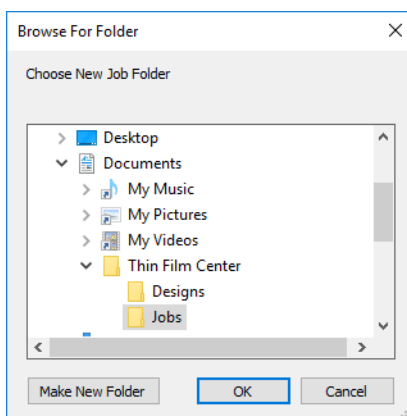 Browse For Folder
Choose New Job Folder
Desktop
Documents
My Music
My Pictures
My Videos
Thin Film Center
Designs
Jobs
Make New Folder OK Cancel